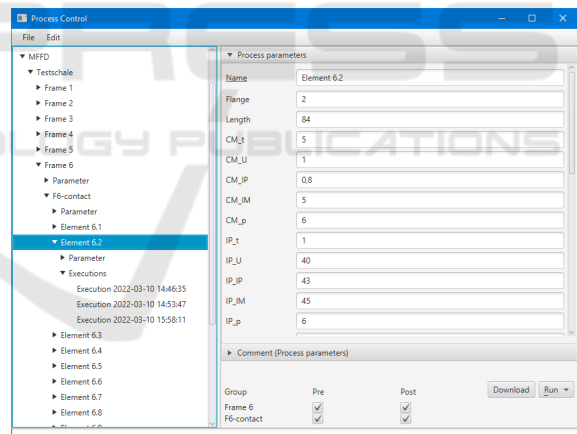 Process Control
File Edit
▼ MFFD
▼ Testschale
▶ Frame 1
▶ Frame 2
▶ Frame 3
▶ Frame 4
▶ Frame 5
▼ Frame 6
▶ Parameter
▼ F6-contact
▶ Parameter
▶ Element 6.1
▼ Element 6.2
▶ Parameter
▼ Executions
Execution 2022-03-10 14:46:35
Execution 2022-03-10 14:53:47
Execution 2022-03-10 15:58:11
▶ Element 6.3
▶ Element 6.4
▶ Element 6.5
▶ Element 6.6
▶ Element 6.7
▶ Element 6.8
▼ Process parameters
Name Element 6.2
Flange 2
Length 84
CM_t 5
CM_U 1
CM_IP 0,8
CM_IM 5
CM_p 6
IP_t 1
IP_U 40
IP_IP 43
IP_IM 45
IP_p 6
▶ Comment (Process parameters)
Group Pre Post Download Run
Frame 6 ✓ ✓
F6-contact ✓ ✓
PRESS
OLOGY PUBLICATIONS